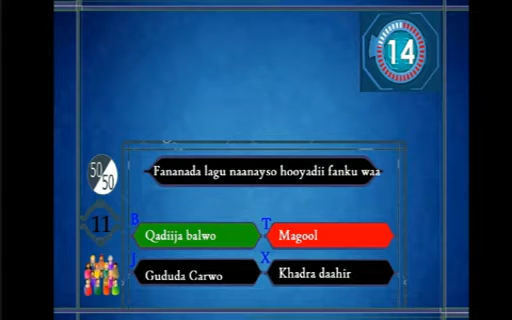 14
Fananada lagu naanayso hooyadii fanku waa
50
50
11
B
Qadiija balwo
T
Magool
J
Gududa Carwo
X
Khadra daahir